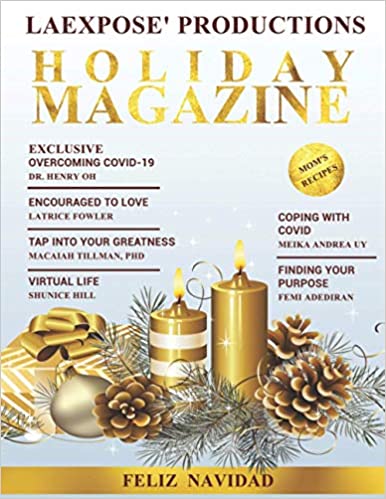 LAEXPOSE' PRODUCTIONS
HOLIDAY
MAGAZINE
EXCLUSIVE
OVERCOMING COVID-19
DR. HENRY OH
ENCOURAGED TO LOVE
LATRICE FOWLER
TAP INTO YOUR GREATNESS
MACAIAH TILLMAN, PHD
VIRTUAL LIFE
SHUNICE HILL
MOM'S
RECIPES
COPING WITH
COVID
MEIKA ANDREA UY
FINDING YOUR
PURPOSE
FEMI ADEDIRAN
FELIZ NAVIDAD